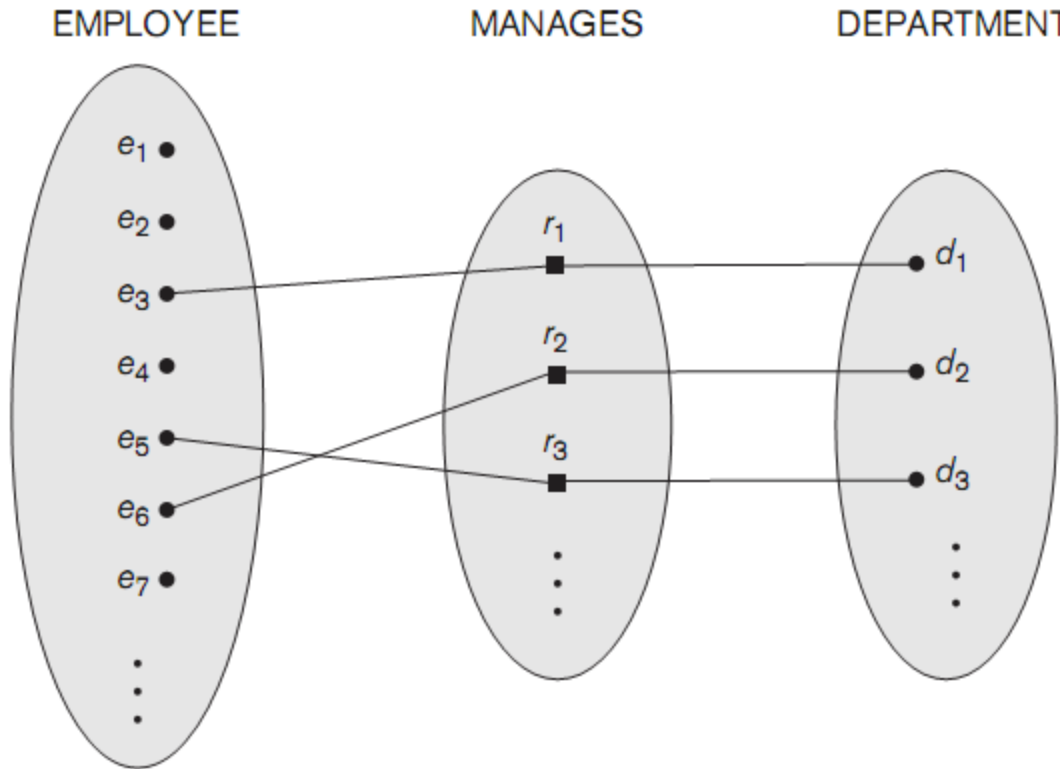 EMPLOYEE MANAGES DEPARTMENT
e1
e2
r1
d1
e3
r2
e4
d2
e5
r3
d3
e6
e7